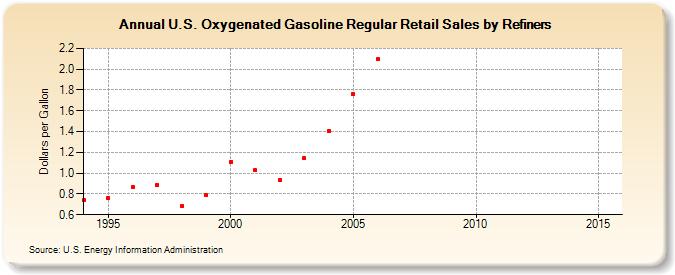 Annual U.S. Oxygenated Gasoline Regular Retail Sales by Refiners
Dollars per Gallon
2.2
2.0
1.8
1.6
1.4
1.2
1.0
0.8
0.6
1995 2000 2005 2010 2015
Source: U.S. Energy Information Administration